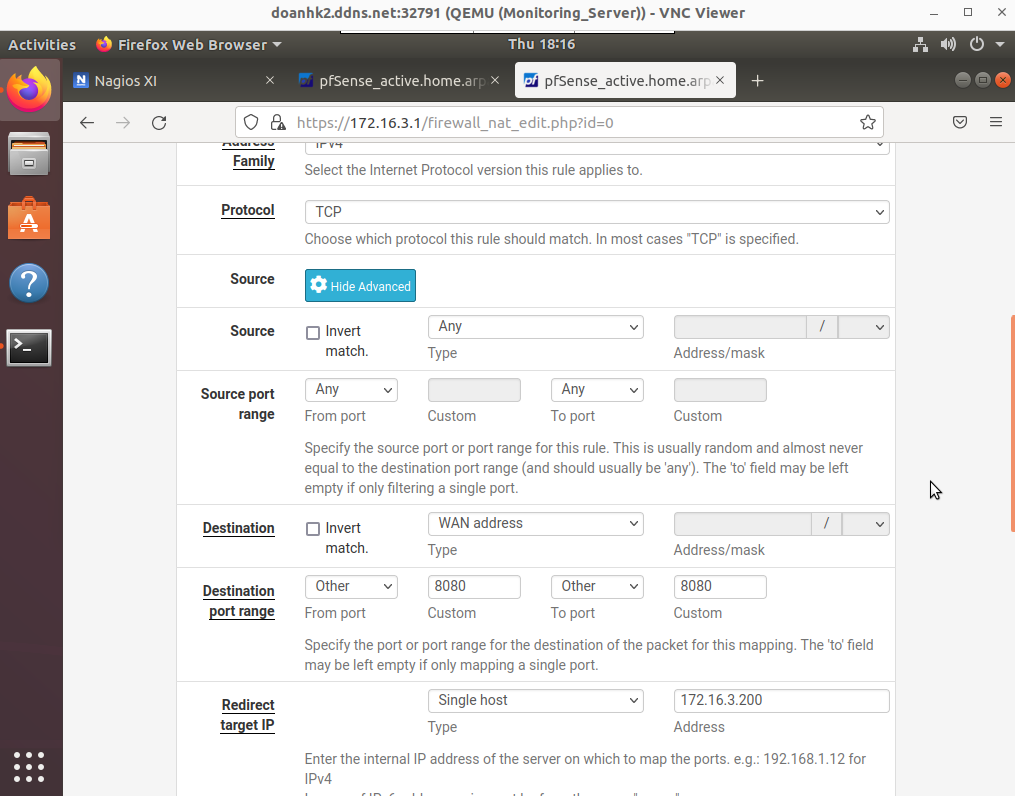 doanhk2.ddns.net:32791 (QEMU (Monitoring_Server)) - VNC Viewer
Activities Firefox Web Browser Thu 18:16
Nagios XI pfSense_active.home.arp pfSense_active.home.arp
https://172.16.3.1/firewall_nat_edit.php?id=0
Address IPv4
Family Select the Internet Protocol version this rule applies to.
Protocol TCP
Choose which protocol this rule should match. In most cases "TCP" is specified.
Source Hide Advanced
Source Invert match. Any /
Type Address/mask
Source port range Any Any
From port Custom To port Custom
Specify the source port or port range for this rule. This is usually random and almost never
equal to the destination port range (and should usually be 'any'). The 'to' field may be left
empty if only filtering a single port.
Destination Invert match. WAN address /
Type Address/mask
Destination port range Other 8080 Other 8080
From port Custom To port Custom
Specify the port or port range for the destination of the packet for this mapping. The 'to' field
may be left empty if only mapping a single port.
Redirect target IP Single host 172.16.3.200
Type Address
Enter the internal IP address of the server on which to map the ports. e.g.: 192.168.1.12 for
IPv4